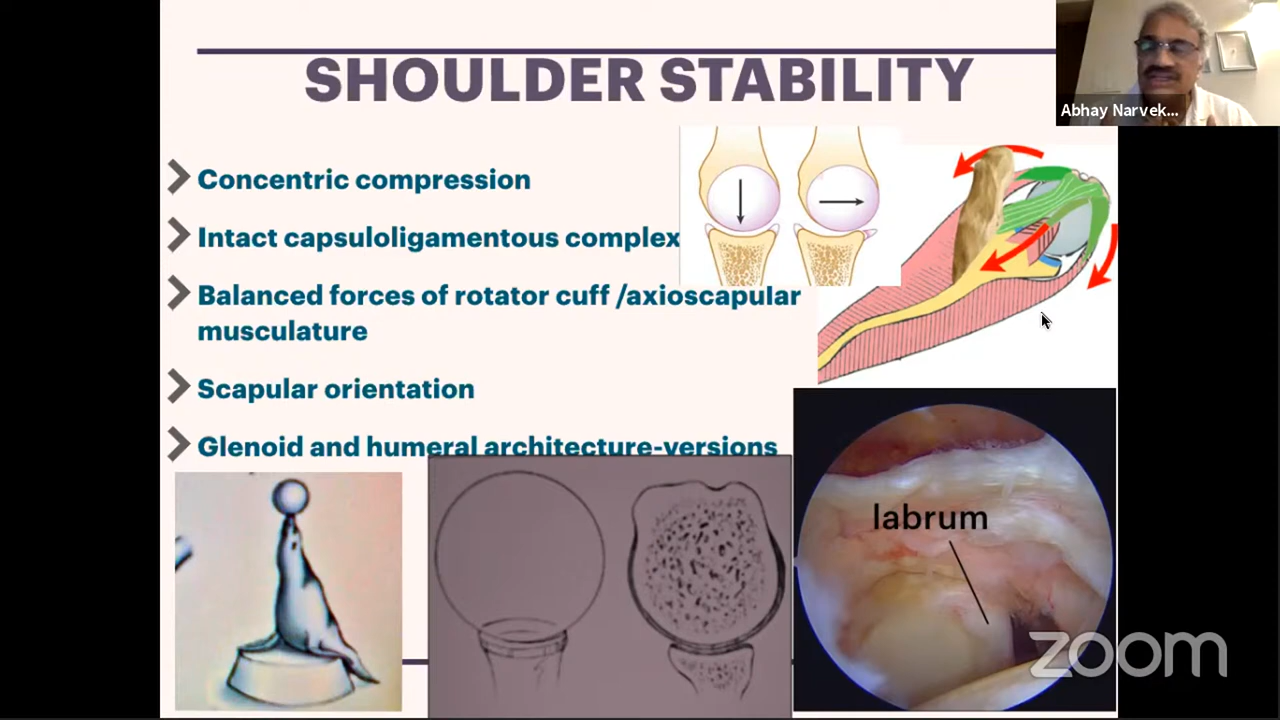 SHOULDER STABILITY
Abhay Narvek...
Concentric compression
Intact capsuloligamentous complex
Balanced forces of rotator cuff /axioscapular
musculature
Scapular orientation
Glenoid and humeral architecture-versions
labrum
zoom